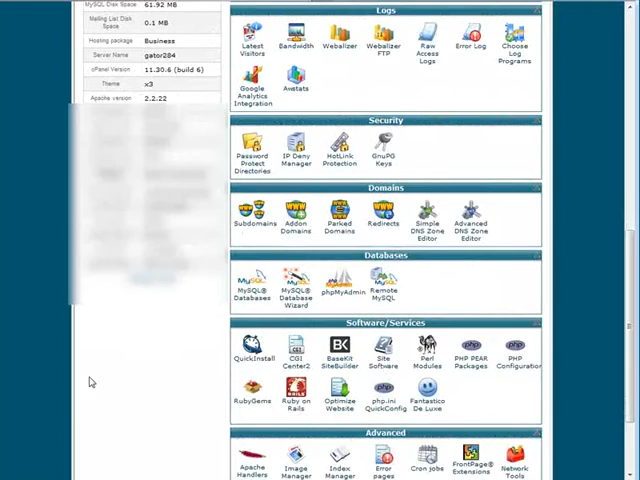 MySQL Disk Space 61.92 MB
Mailing List Disk Space 0.1 MB
Hosting package Business
Server Name gator284
cPanel Version 11.30.6 (build 6)
Theme x3
Apache version 2.2.22
Logs
Latest Visitors
Bandwidth
Webalizer
Webalizer FTP
Raw Access Logs
Error Log
Choose Log Programs
Google Analytics Integration
Awstats
Security
Password Protect Directories
IP Deny Manager
HotLink Protection
GnuPG Keys
Domains
Subdomains
Addon Domains
Parked Domains
Redirects
Simple DNS Zone Editor
Advanced DNS Zone Editor
Databases
MySQL® Databases
MySQL® Database Wizard
phpMyAdmin
Remote MySQL
Software/Services
QuickInstall
CGI Center2
BaseKit SiteBuilder
Site Software
Perl Modules
PHP PEAR Packages
PHP Configuration
RubyGems
Ruby on Rails
Optimize Website
php.ini QuickConfig
Fantastico De Luxe
Advanced
Apache Handlers
Image Manager
Index Manager
Error pages
Cron jobs
FrontPage® Extensions
Network Tools